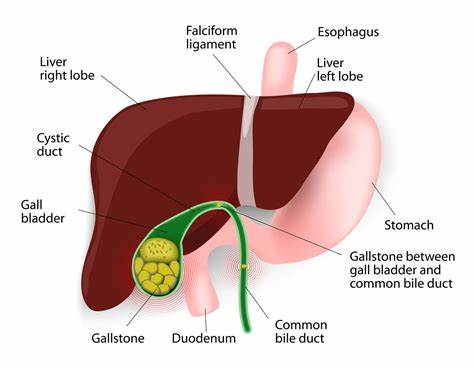 Falciform
ligament
Esophagus
Liver
right lobe
Liver
left lobe
Cystic
duct
Gall
bladder
Stomach
Gallstone between
gall bladder and
common bile duct
Gallstone
Duodenum
Common
bile duct